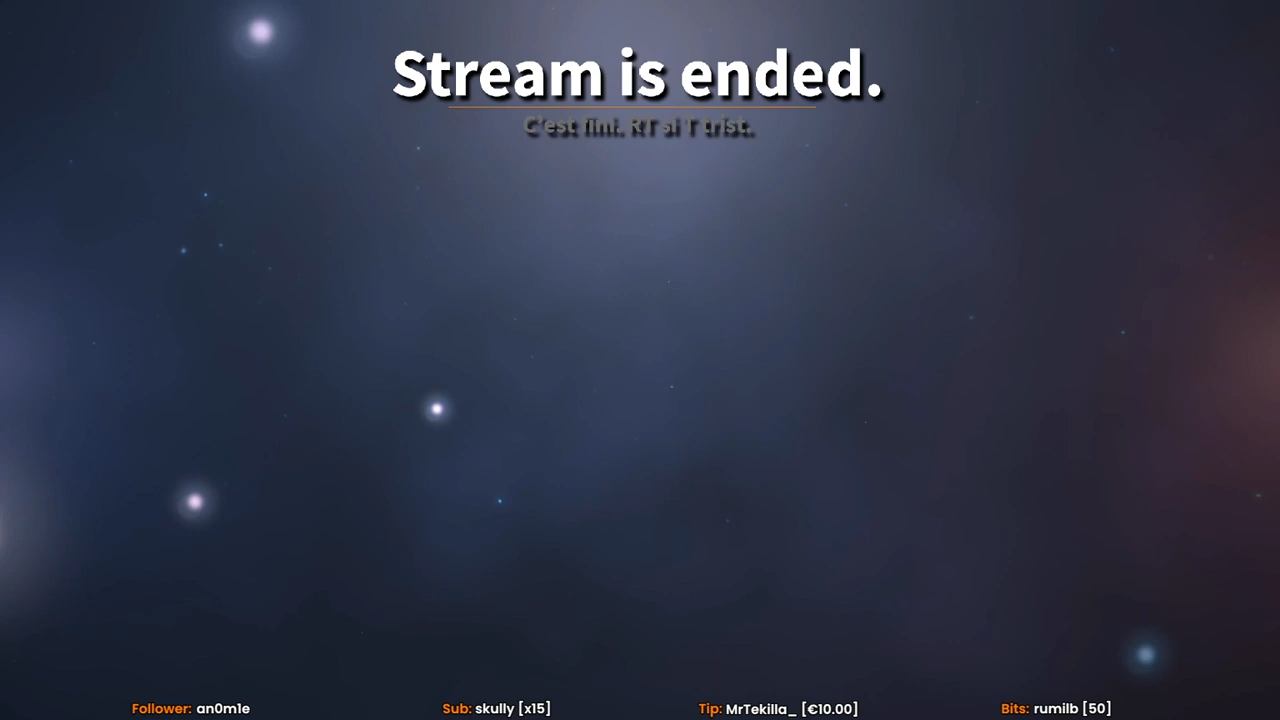 Stream is ended.
C'est fini. RT si T trist.
Follower: an0m1e Sub: skully [x15] Tip: MrTekilla_ [€10.00] Bits: rumilb [50]